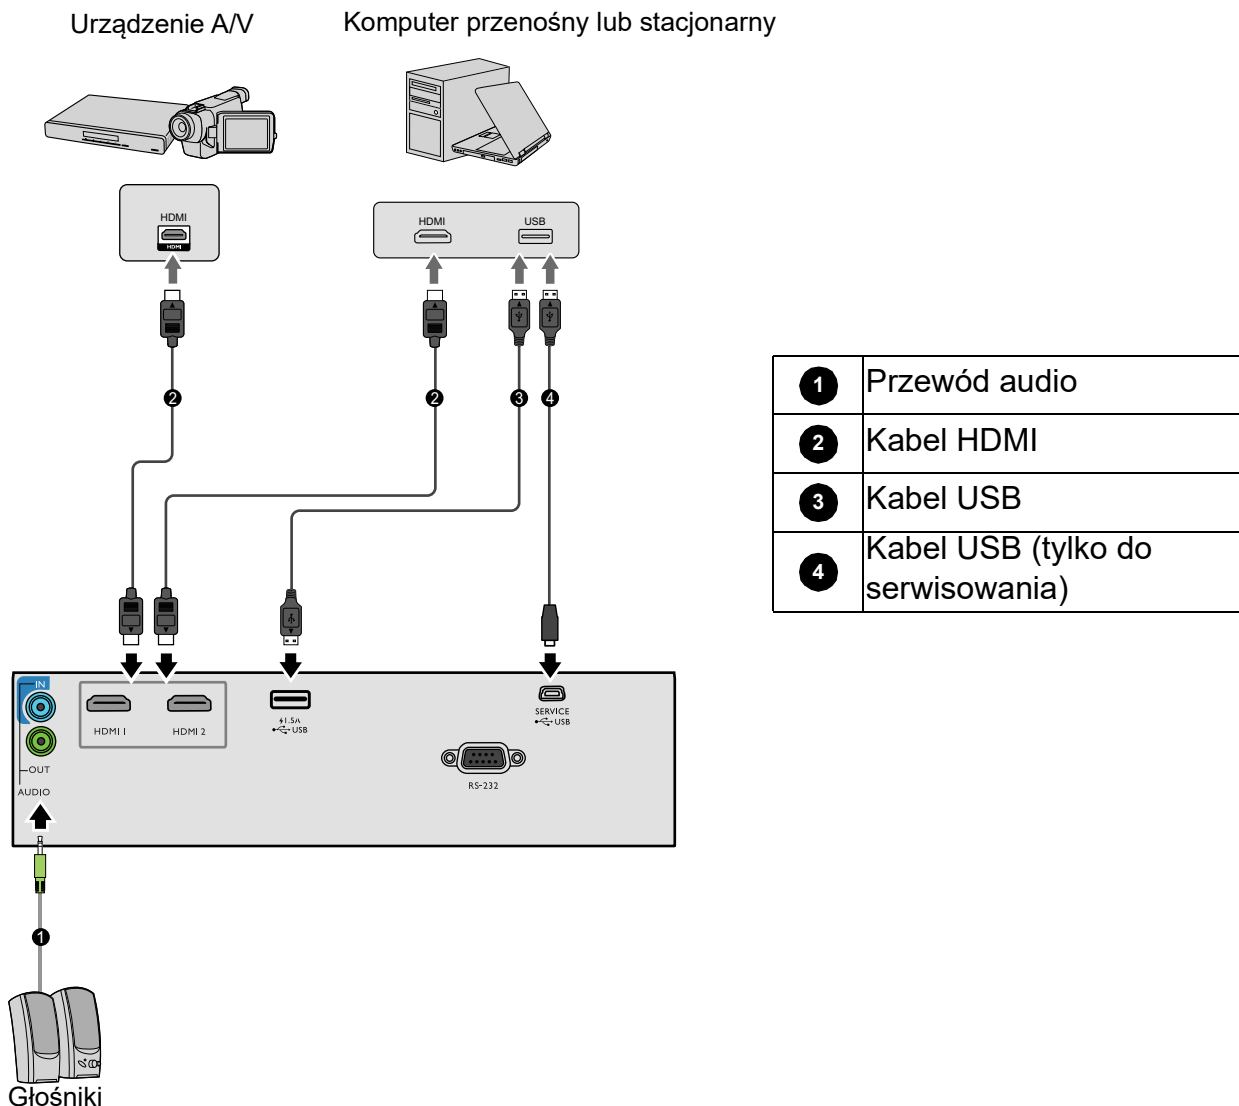 Urządzenie A/V
Komputer przenośny lub stacjonarny
HDMI
HDMI
HDMI
USB
2
2
3
4
1 Przewód audio
2 Kabel HDMI
3 Kabel USB
4 Kabel USB (tylko do
serwisowania)
IN
OUT
AUDIO
HDMI 1
HDMI 2
1.5A
USB
SERVICE
USB
RS-232
1
Głośniki